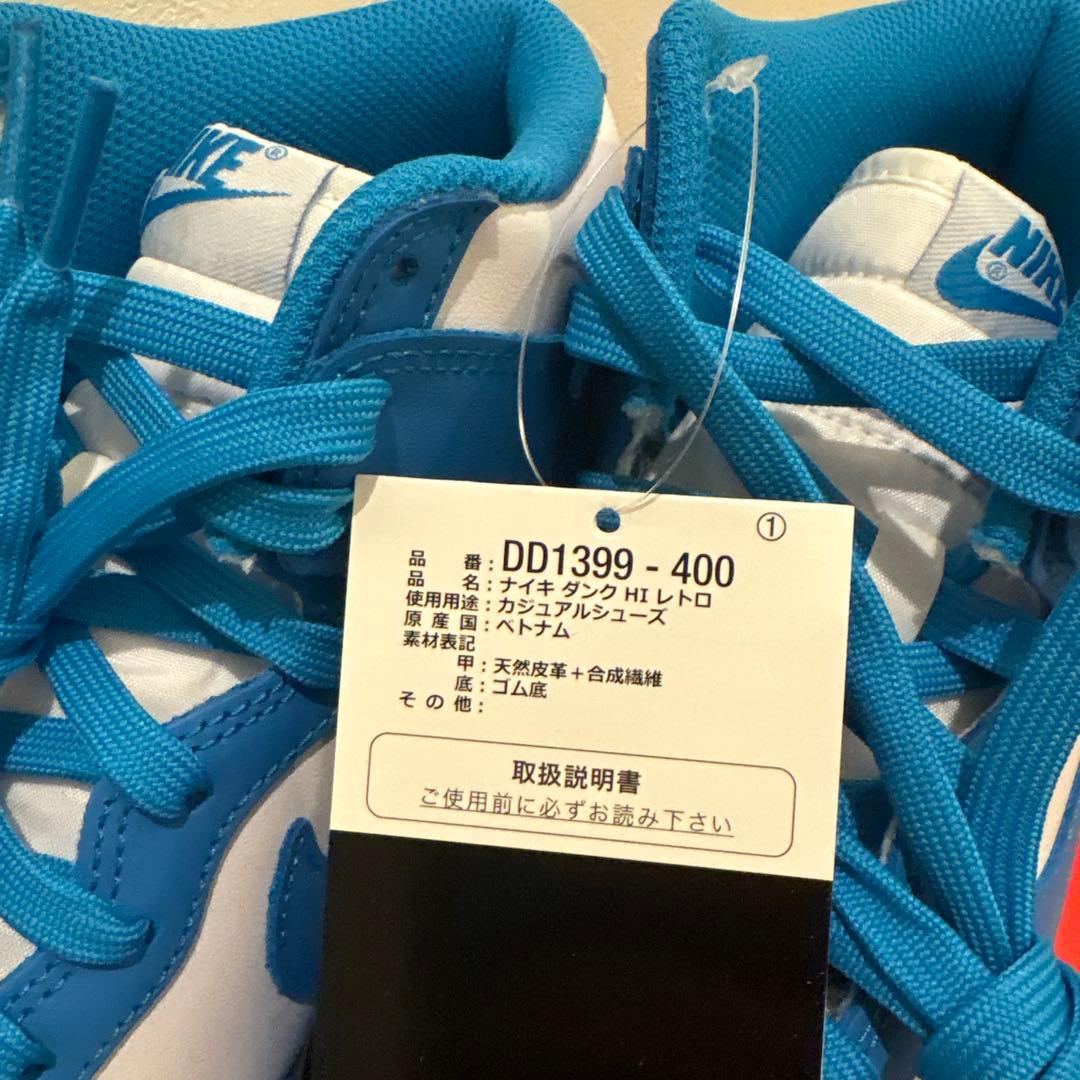 NIKE®
NIKE
®
①
品 番：DD1399 - 400
品 名：ナイキ ダンク HI レトロ
使用用途：カジュアルシューズ
原 産 国：ベトナム
素材表記
甲：天然皮革＋合成繊維
底：ゴム底
そ の 他：
取扱説明書
ご使用前に必ずお読み下さい